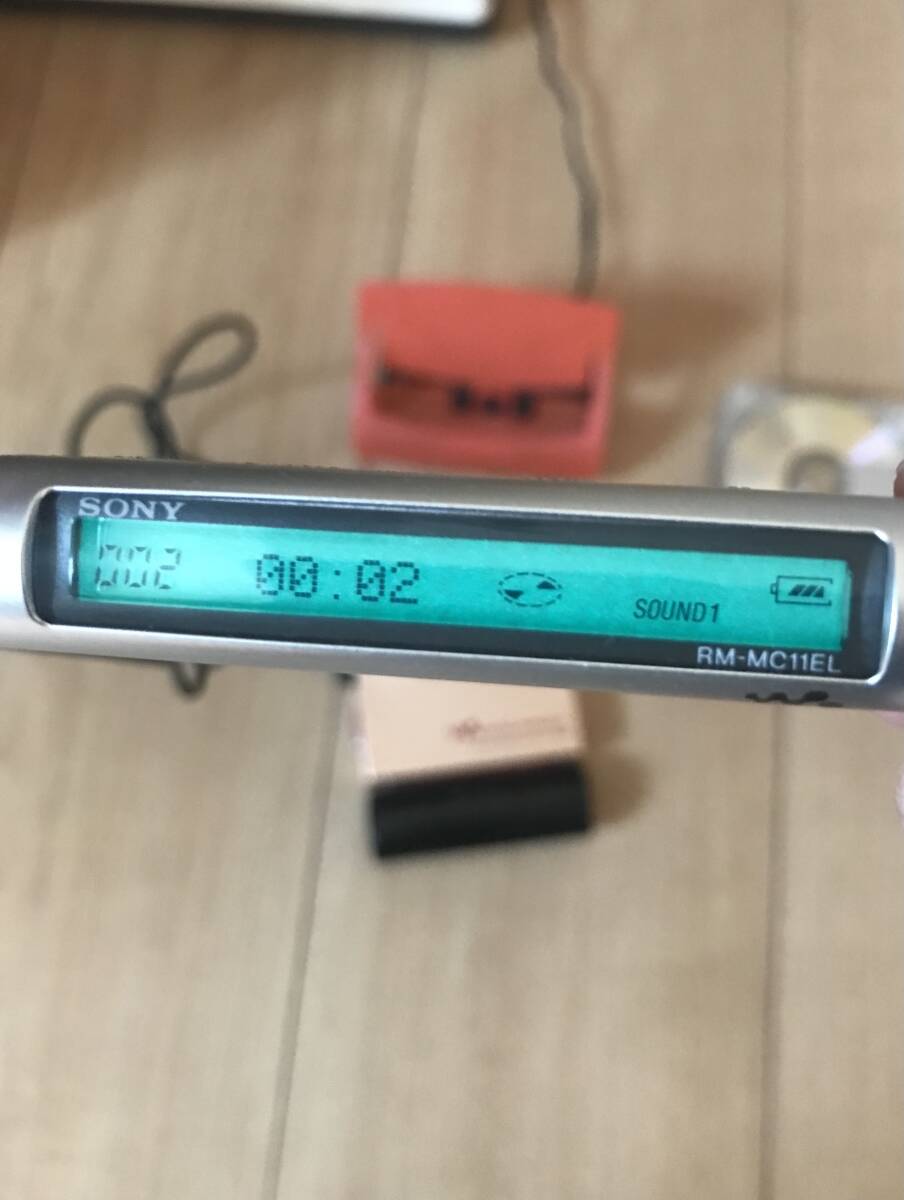 SONY
002 00:02
SOUND1
RM-MC11EL